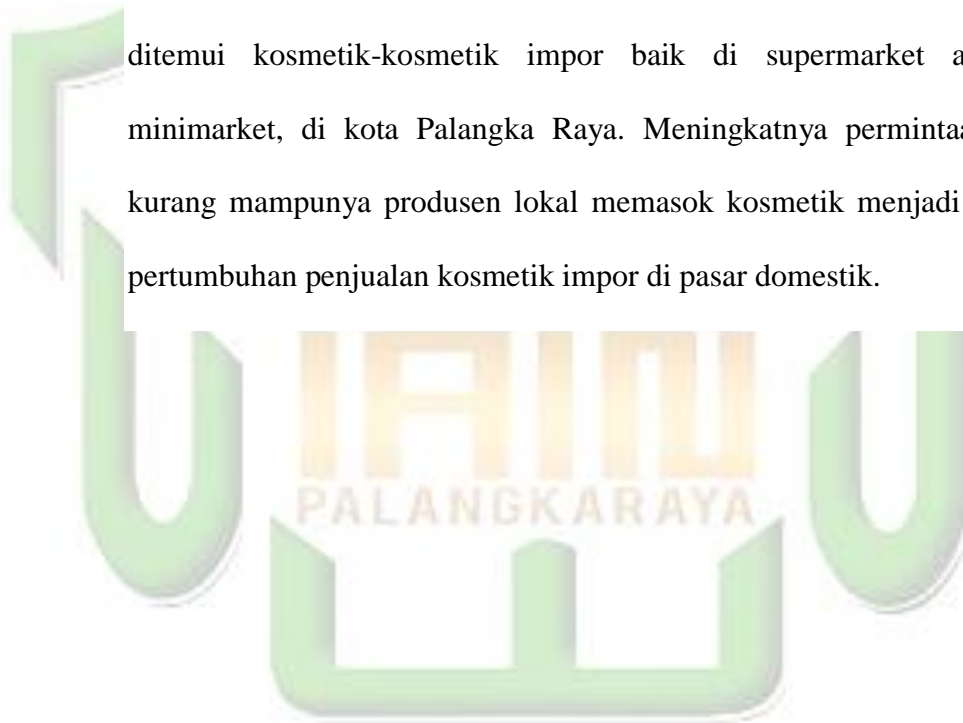 ditemui kosmetik-kosmetik impor baik di supermarket a
minimarket, di kota Palangka Raya. Meningkatnya permintaa
kurang mampunya produsen lokal memasok kosmetik menjadi
pertumbuhan penjualan kosmetik impor di pasar domestik.
IAIN
PALANGKARAYA